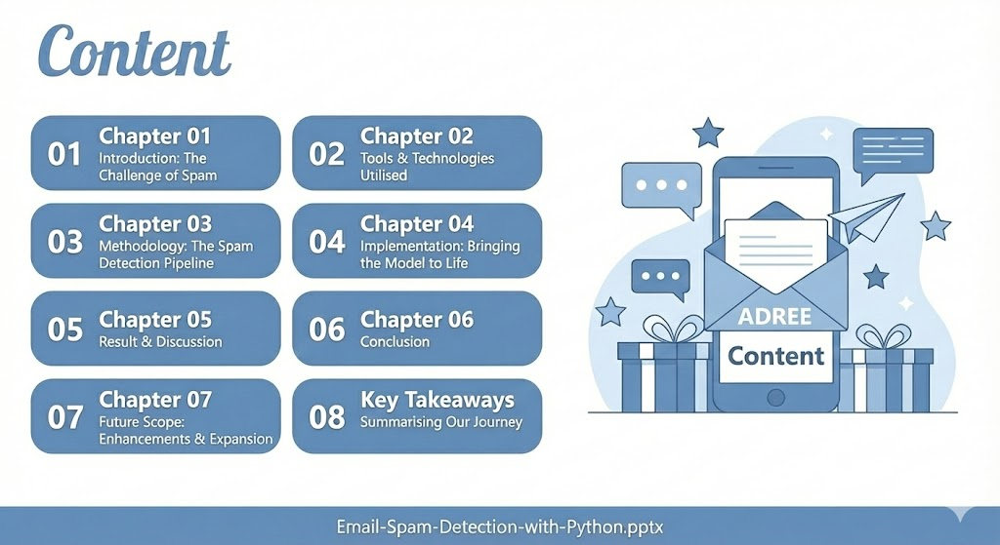 Content
01
Chapter 01
Introduction: The
Challenge of Spam
02
Chapter 02
Tools & Technologies
Utilised
03
Chapter 03
Methodology: The Spam
Detection Pipeline
04
Chapter 04
Implementation: Bringing
the Model to Life
05
Chapter 05
Result & Discussion
06
Chapter 06
Conclusion
07
Chapter 07
Future Scope:
Enhancements & Expansion
08
Key Takeaways
Summarising Our Journey
ADREE
Content
Email-Spam-Detection-with-Python.pptx